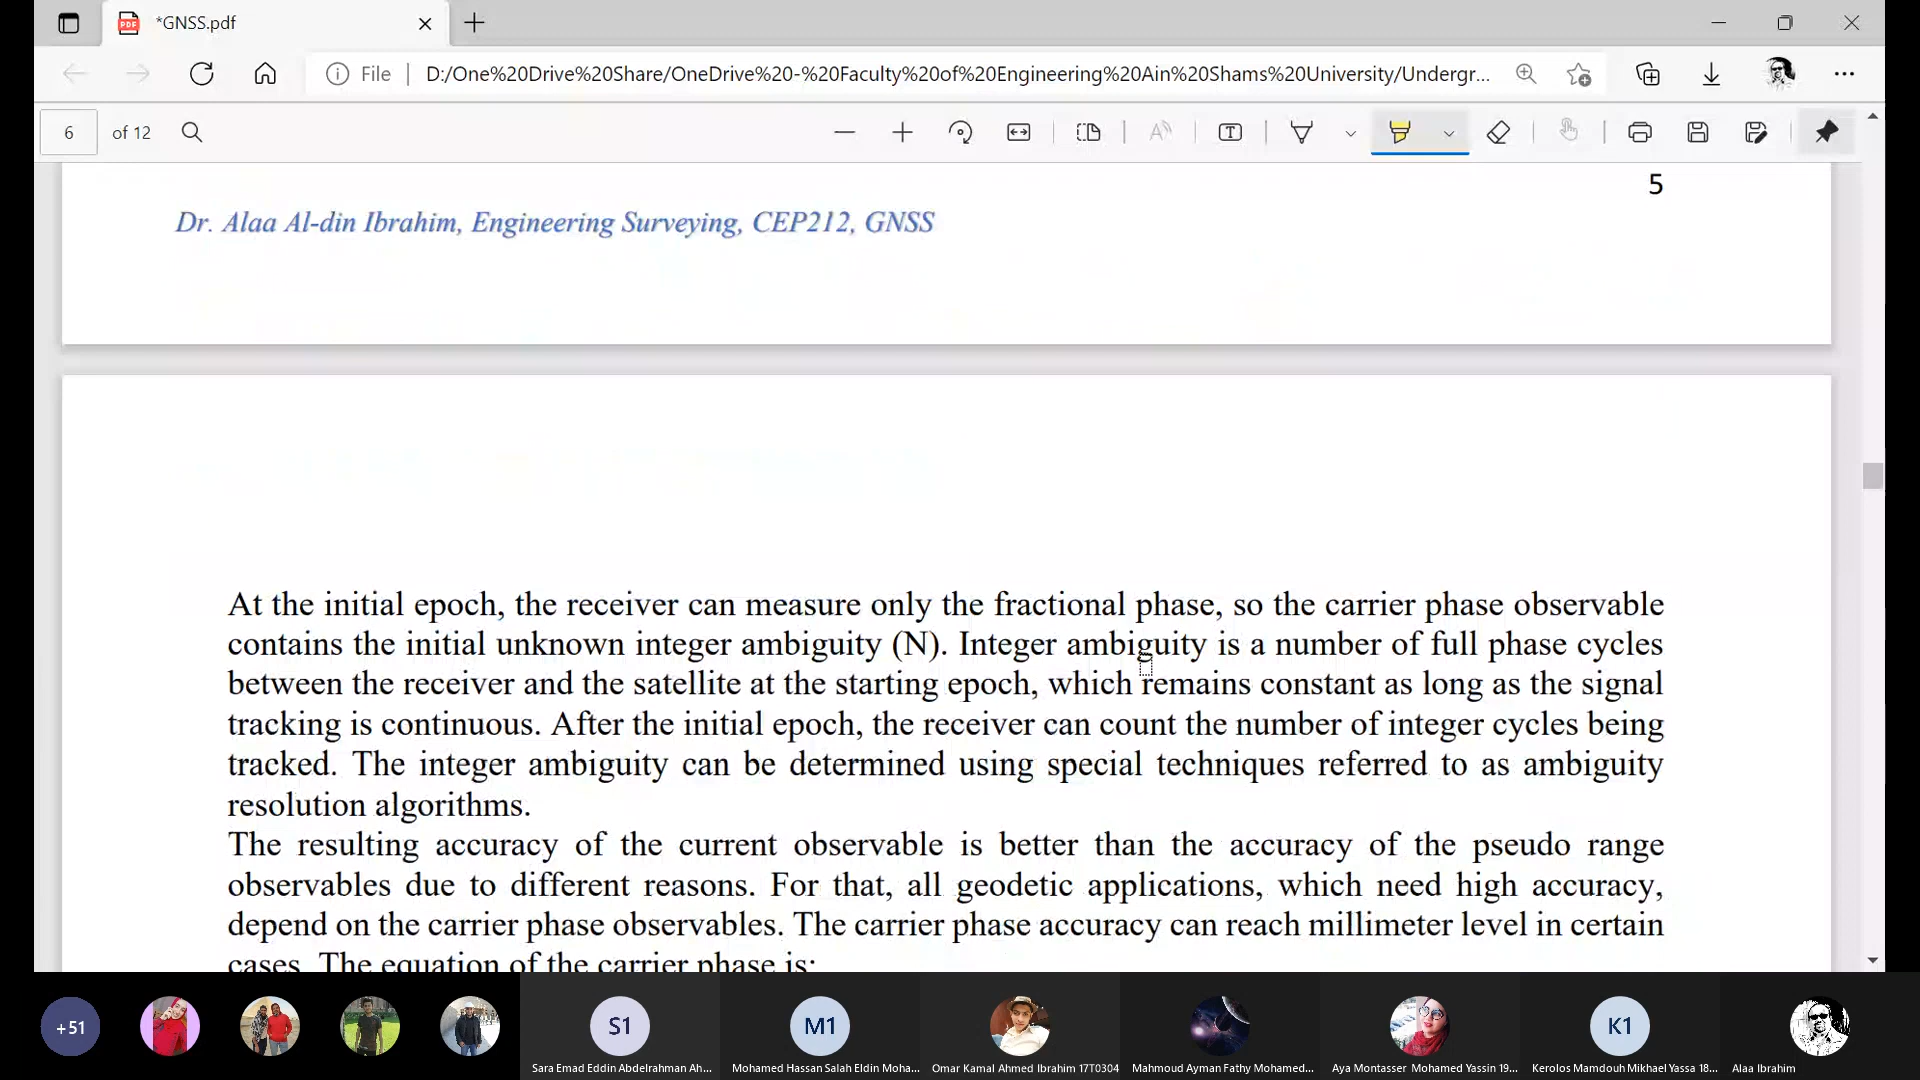 *GNSS.pdf
File
D:/One%20Drive%20Share/OneDrive%20-%20Faculty%20of%20Engineering%20Ain%20Shams%20University/Undergr...
6 of 12
5
Dr. Alaa Al-din Ibrahim, Engineering Surveying, CEP212, GNSS
At the initial epoch, the receiver can measure only the fractional phase, so the carrier phase observable
contains the initial unknown integer ambiguity (N). Integer ambiguity is a number of full phase cycles
between the receiver and the satellite at the starting epoch, which remains constant as long as the signal
tracking is continuous. After the initial epoch, the receiver can count the number of integer cycles being
tracked. The integer ambiguity can be determined using special techniques referred to as ambiguity
resolution algorithms.
The resulting accuracy of the current observable is better than the accuracy of the pseudo range
observables due to different reasons. For that, all geodetic applications, which need high accuracy,
depend on the carrier phase observables. The carrier phase accuracy can reach millimeter level in certain
cases. The equation of the carrier phase is:
+51
S1
M1
K1
Sara Emad Eddin Abdelrahman Ah...
Mohamed Hassan Salah Eldin Moha...
Omar Kamal Ahmed Ibrahim 17T0304
Mahmoud Ayman Fathy Mohamed...
Aya Montasser Mohamed Yassin 19...
Kerolos Mamdouh Mikhael Yassa 18...
Alaa Ibrahim